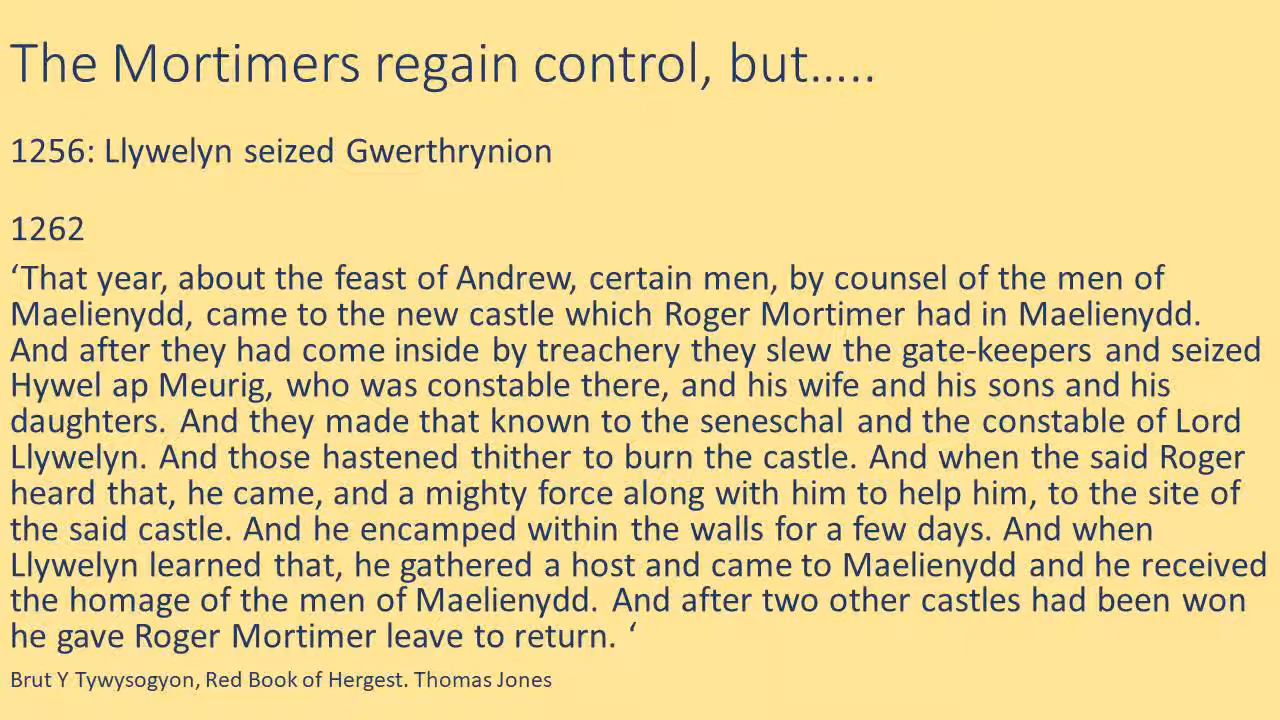 The Mortimers regain control, but…..
1256: Llywelyn seized Gwerthrynion
1262
‘That year, about the feast of Andrew, certain men, by counsel of the men of
Maelienydd, came to the new castle which Roger Mortimer had in Maelienydd.
And after they had come inside by treachery they slew the gate-keepers and seized
Hywel ap Meurig, who was constable there, and his wife and his sons and his
daughters. And they made that known to the seneschal and the constable of Lord
Llywelyn. And those hastened thither to burn the castle. And when the said Roger
heard that, he came, and a mighty force along with him to help him, to the site of
the said castle. And he encamped within the walls for a few days. And when
Llywelyn learned that, he gathered a host and came to Maelienydd and he received
the homage of the men of Maelienydd. And after two other castles had been won
he gave Roger Mortimer leave to return. ‘
Brut Y Tywysogyon, Red Book of Hergest. Thomas Jones